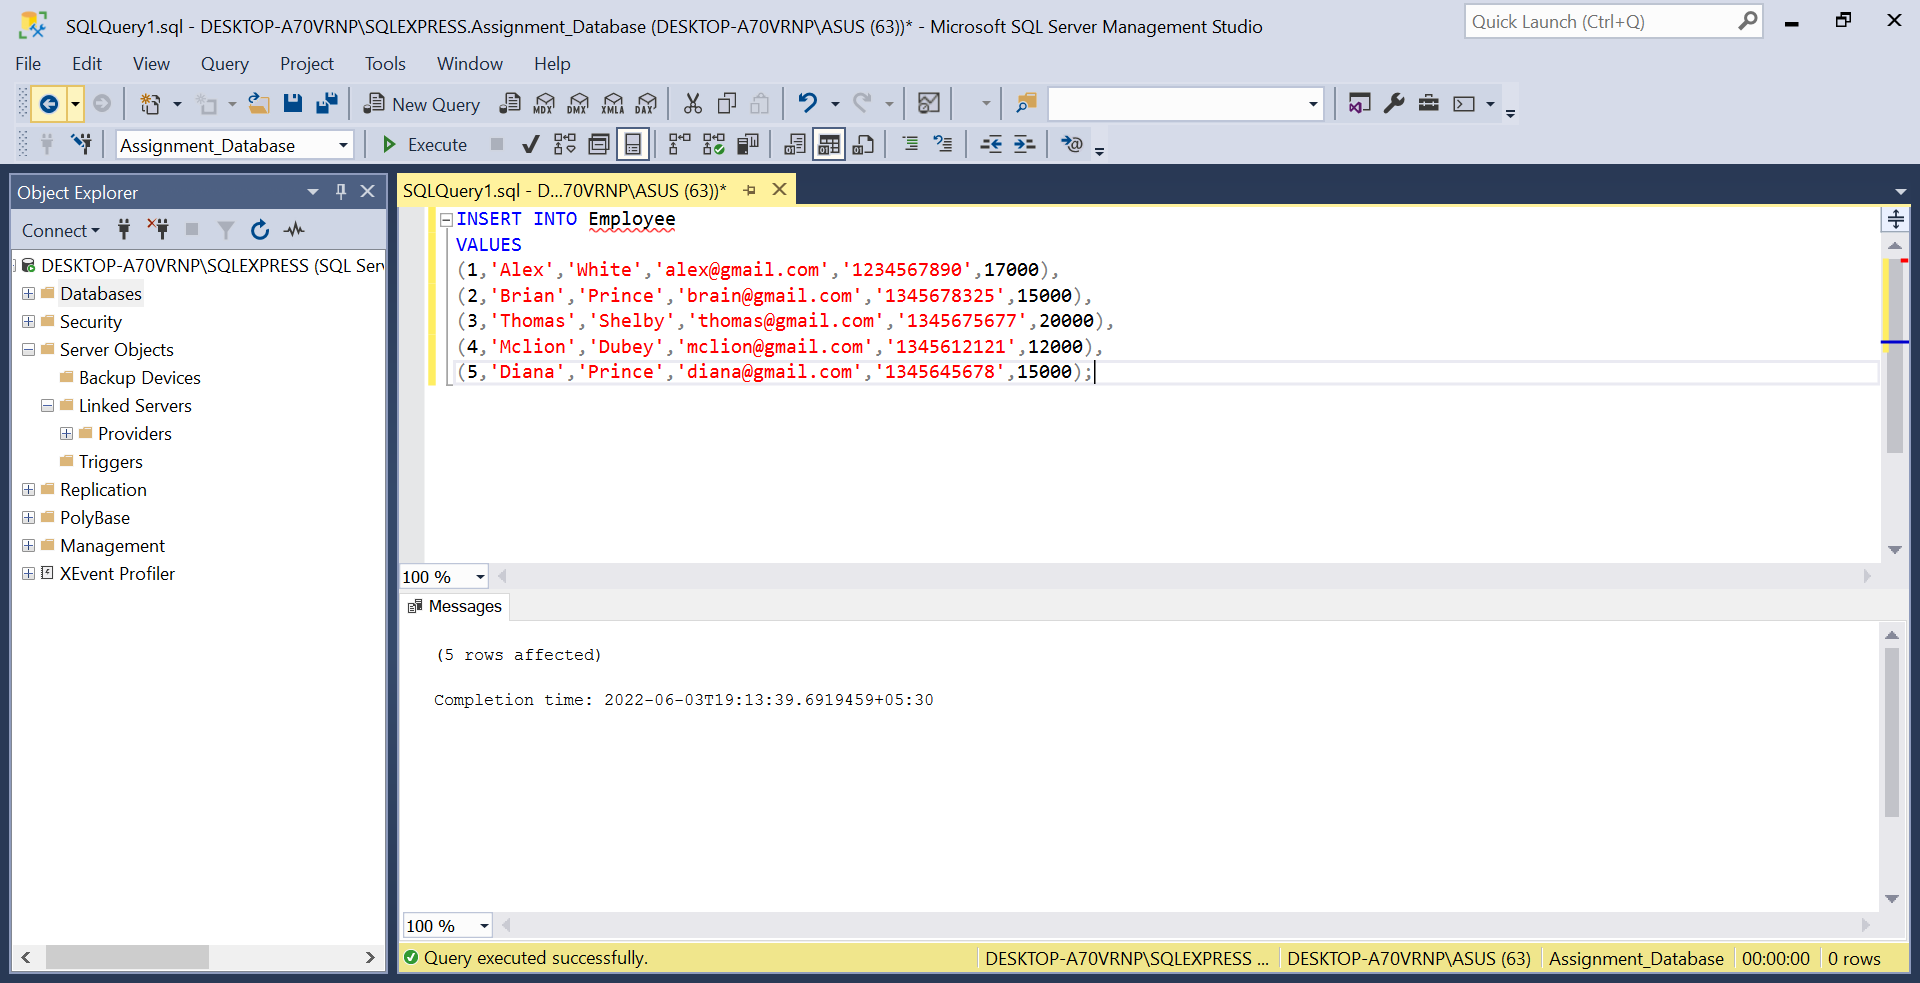 SQLQuery1.sql - DESKTOP-A70VRNP\SQLEXPRESS.Assignment_Database (DESKTOP-A70VRNP\ASUS (63))* - Microsoft SQL Server Management Studio
Quick Launch (Ctrl+Q)
File Edit View Query Project Tools Window Help
New Query MDX DMX XMLA DAX
Assignment_Database Execute
Object Explorer
Connect
DESKTOP-A70VRNP\SQLEXPRESS (SQL Ser
Databases
Security
Server Objects
Backup Devices
Linked Servers
Providers
Triggers
Replication
PolyBase
Management
XEvent Profiler
SQLQuery1.sql - D...70VRNP\ASUS (63))*
INSERT INTO Employee
VALUES
(1,'Alex','White','alex@gmail.com','1234567890',17000),
(2,'Brian','Prince','brain@gmail.com','1345678325',15000),
(3,'Thomas','Shelby','thomas@gmail.com','1345675677',20000),
(4,'Mclion','Dubey','mclion@gmail.com','1345612121',12000),
(5,'Diana','Prince','diana@gmail.com','1345645678',15000);
100 %
Messages
(5 rows affected)
Completion time: 2022-06-03T19:13:39.6919459+05:30
100 %
Query executed successfully. DESKTOP-A70VRNP\SQLEXPRESS ... DESKTOP-A70VRNP\ASUS (63) Assignment_Database 00:00:00 0 rows